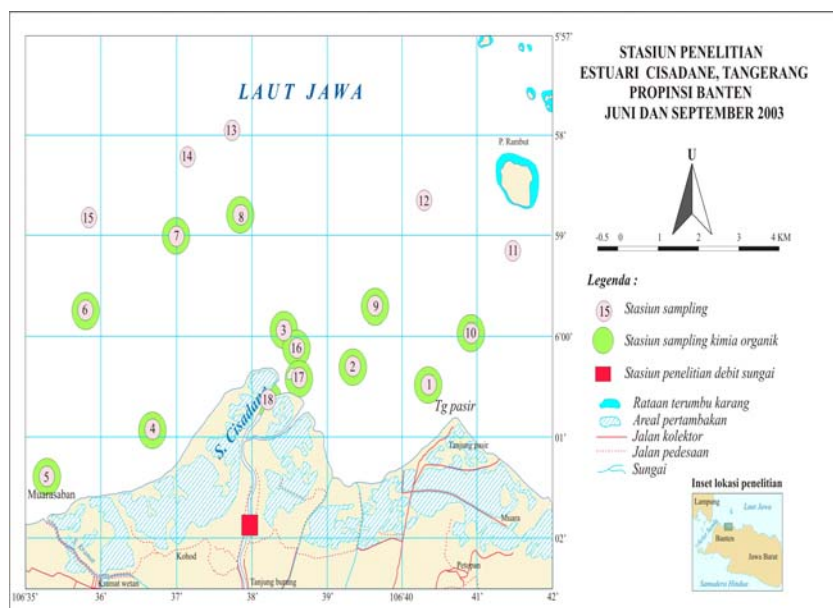 STASIUN PENELITIAN
ESTUARI CISADANE, TANGERANG
PROPINSI BANTEN
JUNI DAN SEPTEMBER 2003
U
-0.5 0 1 2 3 4 KM
Legenda :
15 Stasiun sampling
Stasiun sampling kimia organik
Stasiun penelitian debit sungai
Rataan terumbu karang
Areal pertambakan
Jalan kolektor
Jalan pedesaan
Sungai
Inset lokasi penelitian
Lampung
Laut Jawa
Banten
Jawa Barat
Samudera Hindia
LAUT JAWA
P. Rambut
13
14
12
15
8
7
11
6
9
3
10
16
2
17
1
18
4
5
S. Cisadane
Tg pasir
Tanjung pasir
Muarasaban
Muara
Kohod
Tanjung burung
5°57'
58'
59'
6°00'
01'
02'
106°35' 36' 37' 38' 39' 106°40 41' 42'